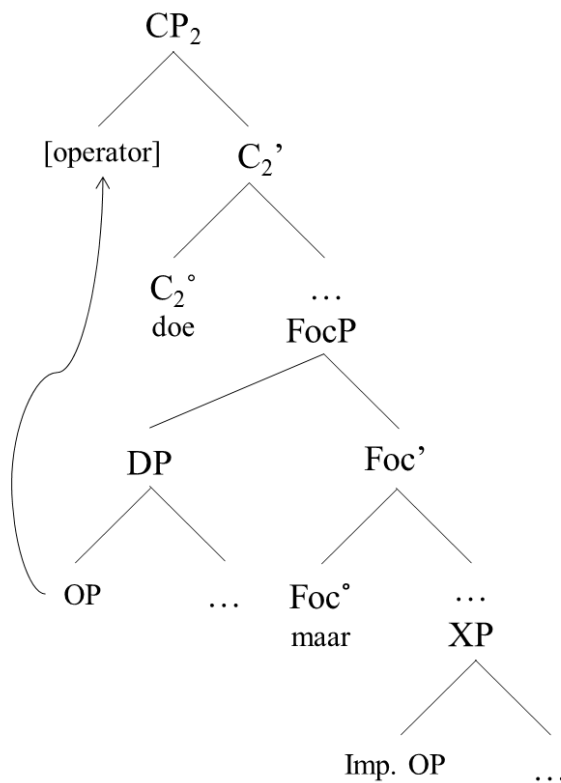 CP₂
[operator] C₂’
C₂° …
doe FocP
DP Foc’
OP … Foc° …
maar XP
Imp. OP …